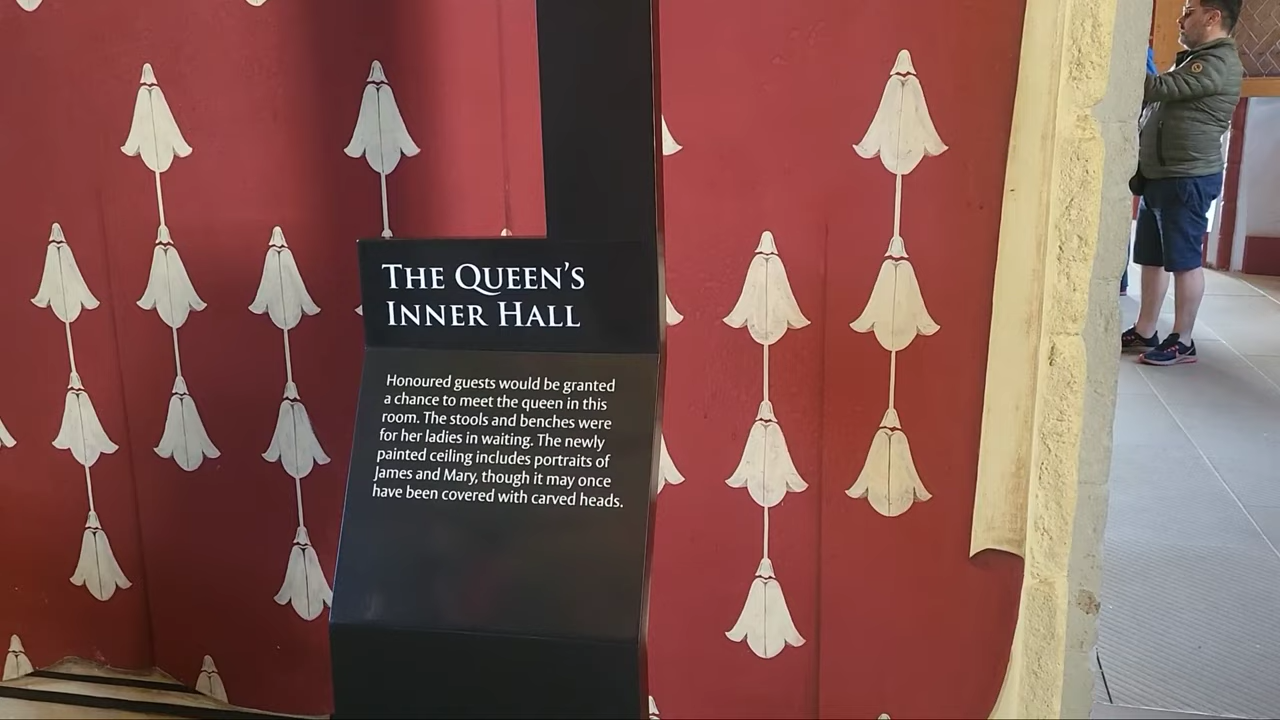 THE QUEEN'S
INNER HALL
Honoured guests would be granted
a chance to meet the queen in this
room. The stools and benches were
for her ladies in waiting. The newly
painted ceiling includes portraits of
James and Mary, though it may once
have been covered with carved heads.